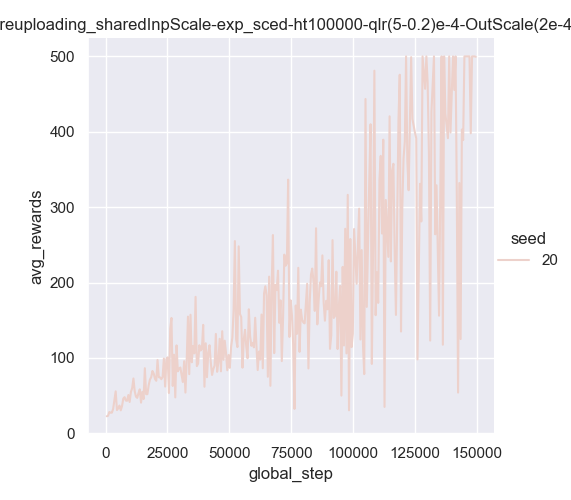 reuploading_sharedInpScale-exp_sced-ht100000-qlr(5-0.2)e-4-OutScale(2e-4
500
400
300
200
100
0
avg_rewards
0 25000 50000 75000 100000 125000 150000
global_step
seed
20